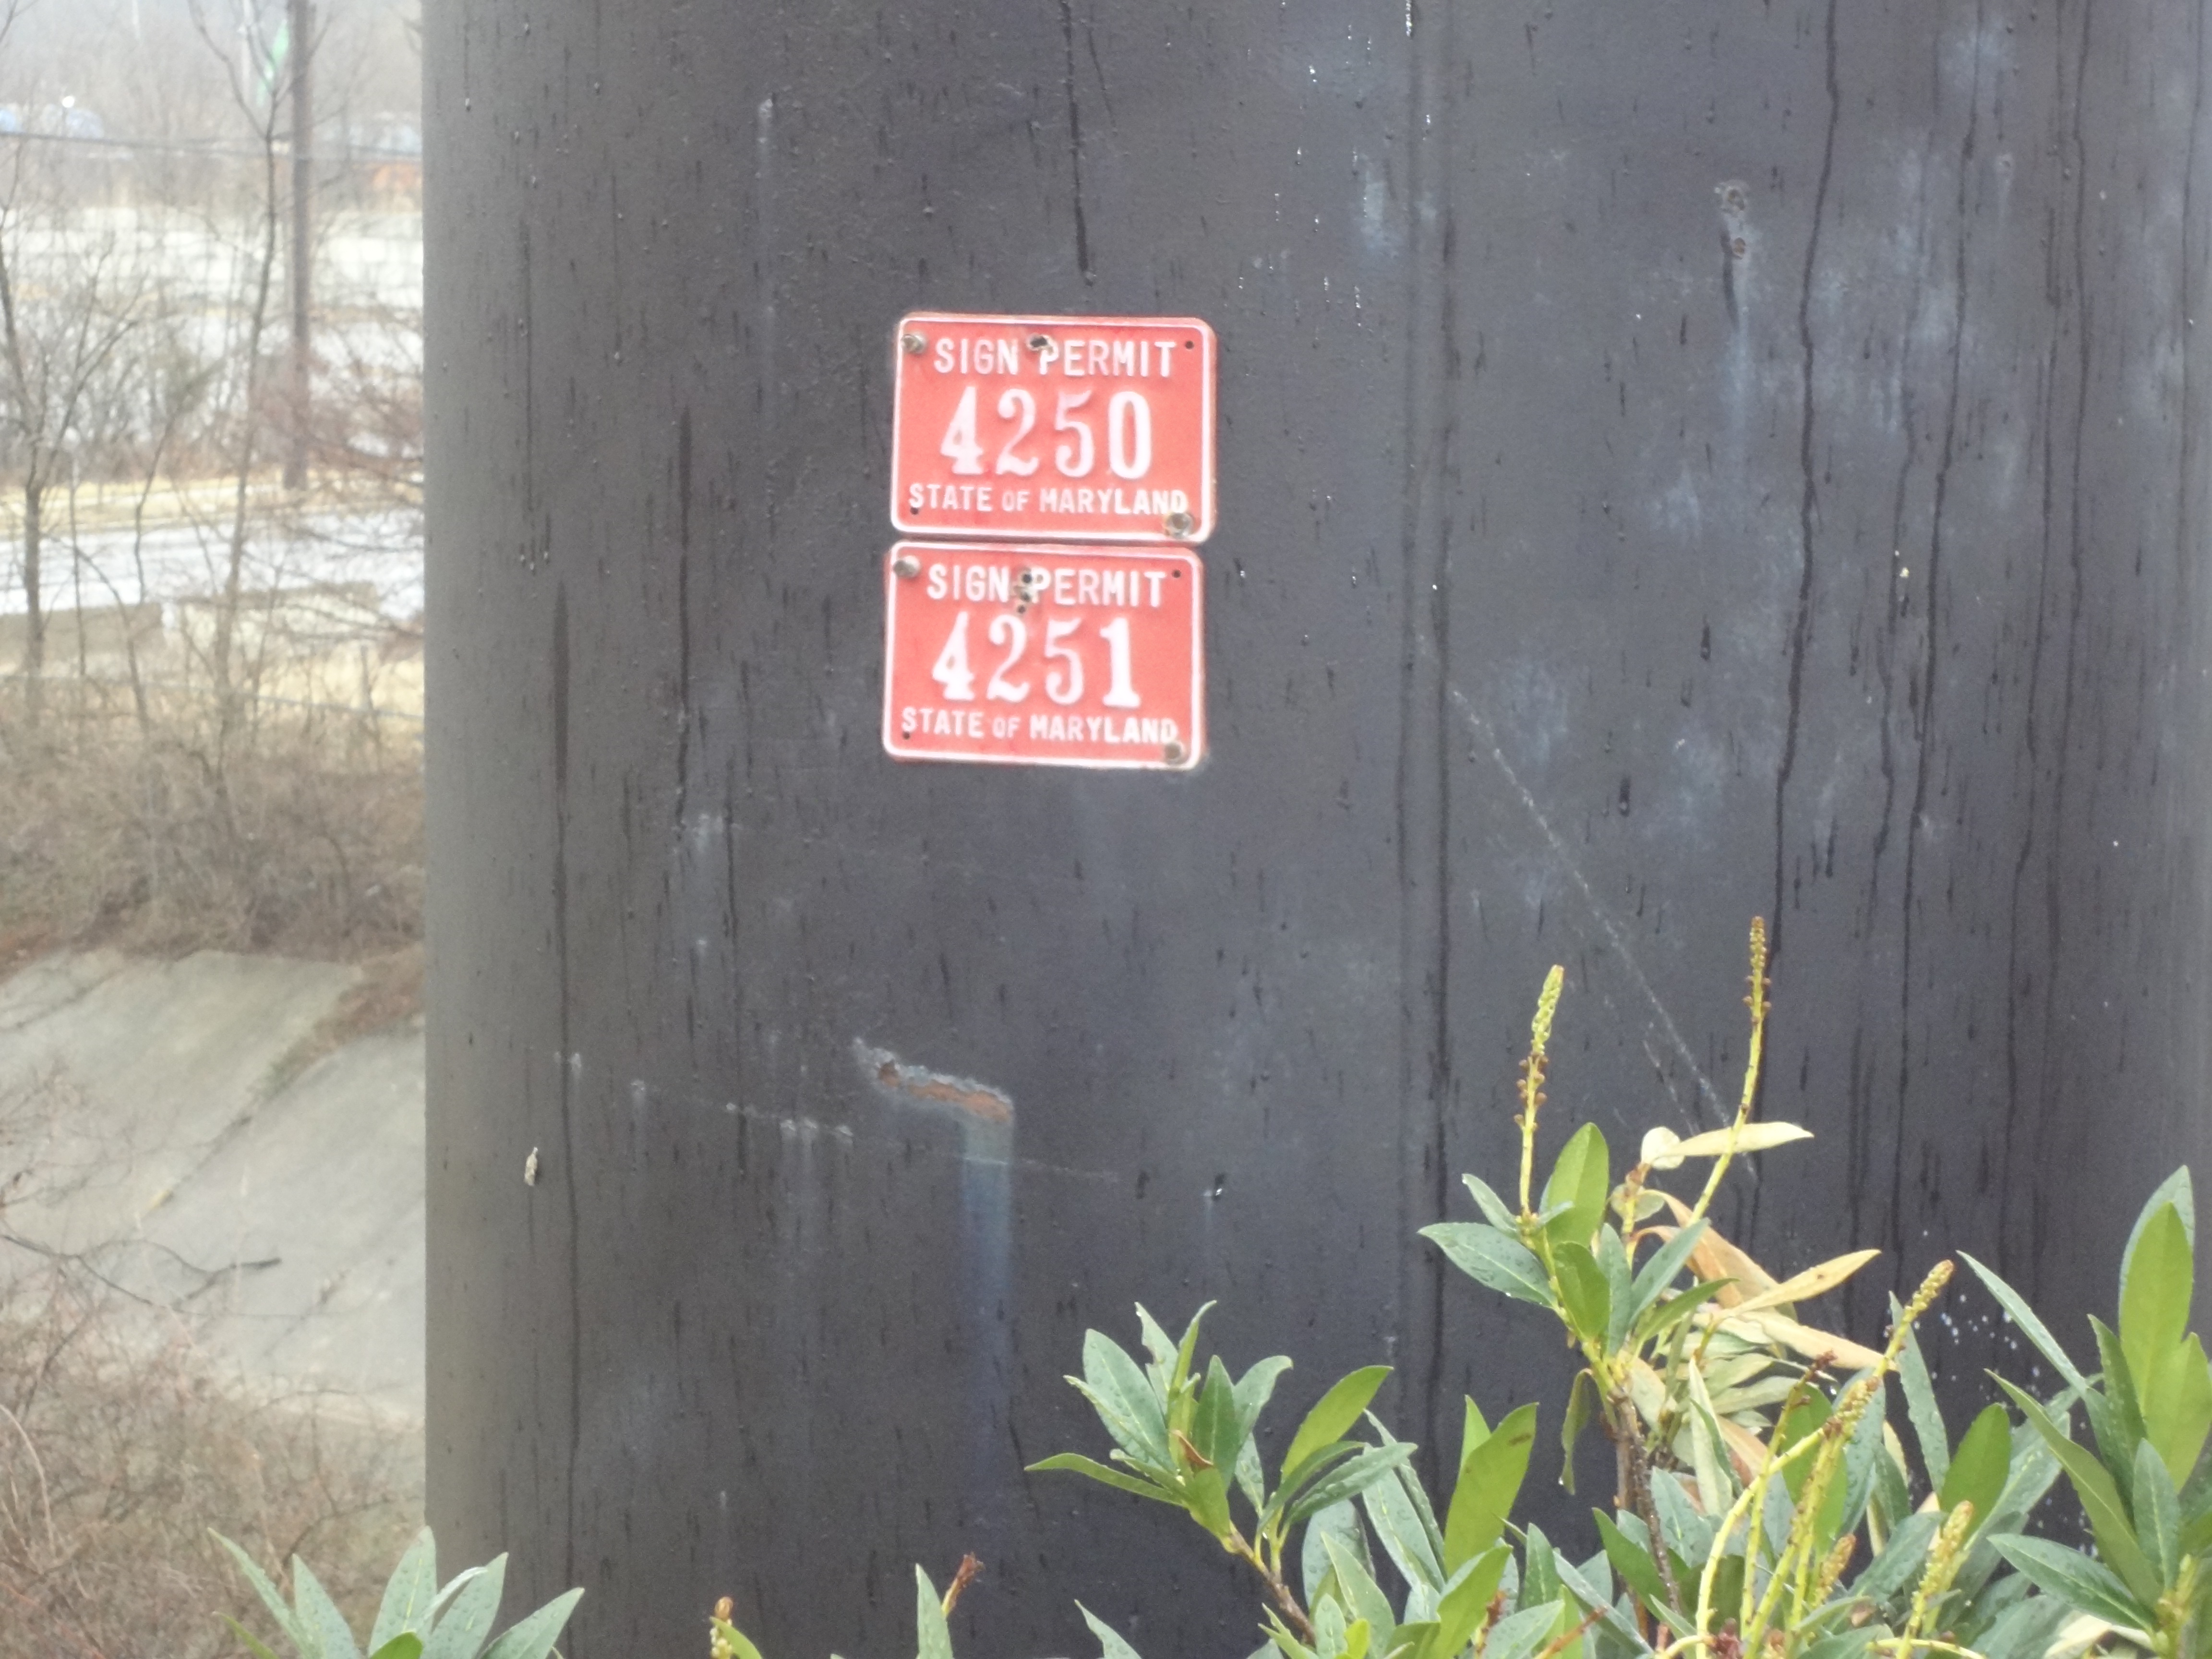 SIGN PERMIT
4250
STATE OF MARYLAND
SIGN PERMIT
4251
STATE OF MARYLAND